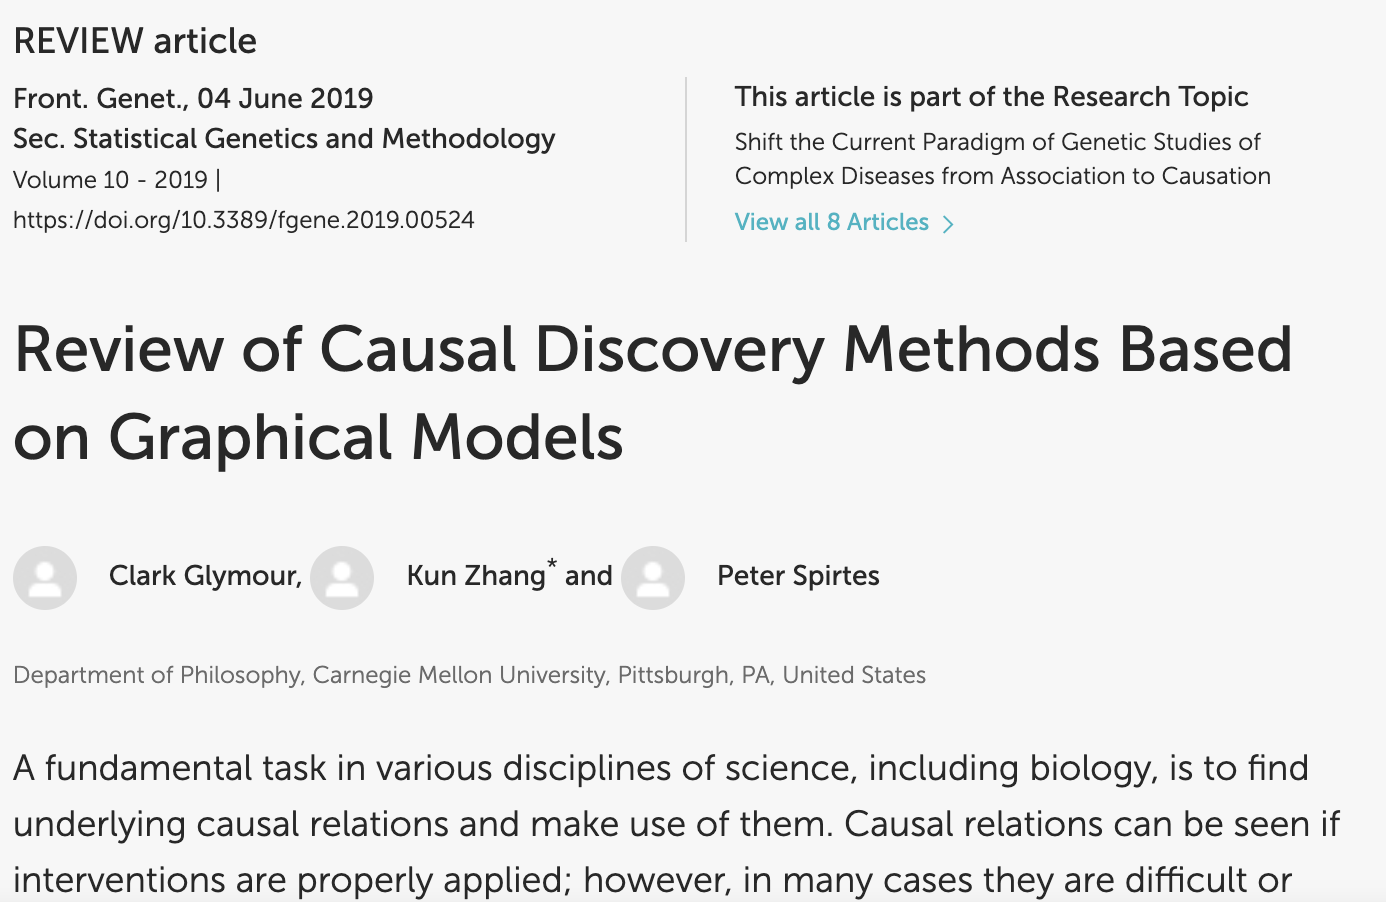 REVIEW article
Front. Genet., 04 June 2019
Sec. Statistical Genetics and Methodology
Volume 10 - 2019 |
https://doi.org/10.3389/fgene.2019.00524
This article is part of the Research Topic
Shift the Current Paradigm of Genetic Studies of
Complex Diseases from Association to Causation
View all 8 Articles
Review of Causal Discovery Methods Based
on Graphical Models
Clark Glymour, Kun Zhang* and Peter Spirtes
Department of Philosophy, Carnegie Mellon University, Pittsburgh, PA, United States
A fundamental task in various disciplines of science, including biology, is to find
underlying causal relations and make use of them. Causal relations can be seen if
interventions are properly applied; however, in many cases they are difficult or